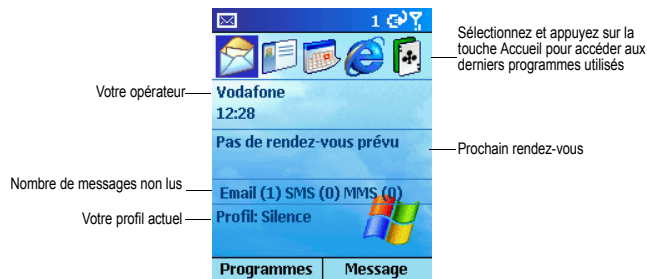 1
Sélectionnez et appuyez sur la
touche Accueil pour accéder aux
derniers programmes utilisés
Votre opérateur
Vodafone
12:28
Pas de rendez-vous prévu
Prochain rendez-vous
Nombre de messages non lus
Email (1) SMS (0) MMS (0)
Votre profil actuel
Profil: Silence
Programmes
Message